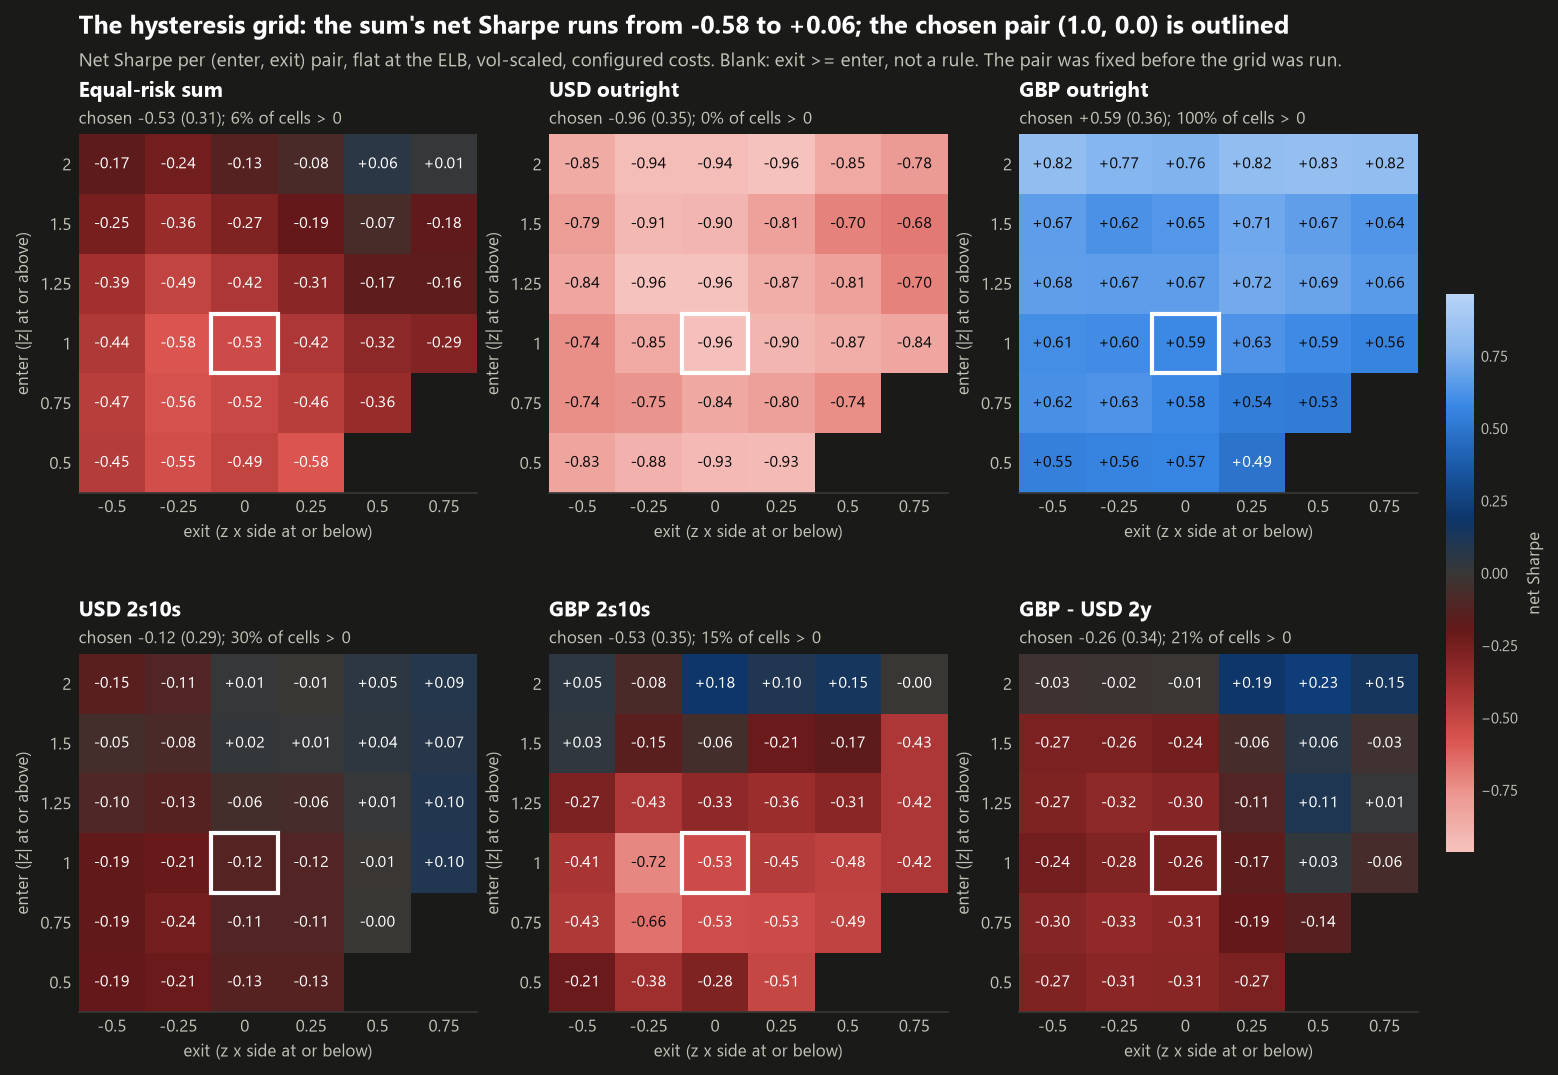 The hysteresis grid: the sum's net Sharpe runs from -0.58 to +0.06; the chosen pair (1.0, 0.0) is outlined
Net Sharpe per (enter, exit) pair, flat at the ELB, vol-scaled, configured costs. Blank: exit >= enter, not a rule. The pair was fixed before the grid was run.
Equal-risk sum
chosen -0.53 (0.31); 6% of cells > 0
enter (|z| at or above)
2 -0.17 -0.24 -0.13 -0.08 +0.06 +0.01
1.5 -0.25 -0.36 -0.27 -0.19 -0.07 -0.18
1.25 -0.39 -0.49 -0.42 -0.31 -0.17 -0.16
1 -0.44 -0.58 -0.53 -0.42 -0.32 -0.29
0.75 -0.47 -0.56 -0.52 -0.46 -0.36
0.5 -0.45 -0.55 -0.49 -0.58
-0.5 -0.25 0 0.25 0.5 0.75
exit (z x side at or below)
USD outright
chosen -0.96 (0.35); 0% of cells > 0
enter (|z| at or above)
2 -0.85 -0.94 -0.94 -0.96 -0.85 -0.78
1.5 -0.79 -0.91 -0.90 -0.81 -0.70 -0.68
1.25 -0.84 -0.96 -0.96 -0.87 -0.81 -0.70
1 -0.74 -0.85 -0.96 -0.90 -0.87 -0.84
0.75 -0.74 -0.75 -0.84 -0.80 -0.74
0.5 -0.83 -0.88 -0.93 -0.93
-0.5 -0.25 0 0.25 0.5 0.75
exit (z x side at or below)
GBP outright
chosen +0.59 (0.36); 100% of cells > 0
enter (|z| at or above)
2 +0.82 +0.77 +0.76 +0.82 +0.83 +0.82
1.5 +0.67 +0.62 +0.65 +0.71 +0.67 +0.64
1.25 +0.68 +0.67 +0.67 +0.72 +0.69 +0.66
1 +0.61 +0.60 +0.59 +0.63 +0.59 +0.56
0.75 +0.62 +0.63 +0.58 +0.54 +0.53
0.5 +0.55 +0.56 +0.57 +0.49
-0.5 -0.25 0 0.25 0.5 0.75
exit (z x side at or below)
USD 2s10s
chosen -0.12 (0.29); 30% of cells > 0
enter (|z| at or above)
2 -0.15 -0.11 +0.01 -0.01 +0.05 +0.09
1.5 -0.05 -0.08 +0.02 +0.01 +0.04 +0.07
1.25 -0.10 -0.13 -0.06 -0.06 +0.01 +0.10
1 -0.19 -0.21 -0.12 -0.12 -0.01 +0.10
0.75 -0.19 -0.24 -0.11 -0.11 -0.00
0.5 -0.19 -0.21 -0.13 -0.13
-0.5 -0.25 0 0.25 0.5 0.75
exit (z x side at or below)
GBP 2s10s
chosen -0.53 (0.35); 15% of cells > 0
enter (|z| at or above)
2 +0.05 -0.08 +0.18 +0.10 +0.15 -0.00
1.5 +0.03 -0.15 -0.06 -0.21 -0.17 -0.43
1.25 -0.27 -0.43 -0.33 -0.36 -0.31 -0.42
1 -0.41 -0.72 -0.53 -0.45 -0.48 -0.42
0.75 -0.43 -0.66 -0.53 -0.53 -0.49
0.5 -0.21 -0.38 -0.28 -0.51
-0.5 -0.25 0 0.25 0.5 0.75
exit (z x side at or below)
GBP - USD 2y
chosen -0.26 (0.34); 21% of cells > 0
enter (|z| at or above)
2 -0.03 -0.02 -0.01 +0.19 +0.23 +0.15
1.5 -0.27 -0.26 -0.24 -0.06 +0.06 -0.03
1.25 -0.27 -0.32 -0.30 -0.11 +0.11 +0.01
1 -0.24 -0.28 -0.26 -0.17 +0.03 -0.06
0.75 -0.30 -0.33 -0.31 -0.19 -0.14
0.5 -0.27 -0.31 -0.31 -0.27
-0.5 -0.25 0 0.25 0.5 0.75
exit (z x side at or below)
0.75
0.50
0.25
0.00
−0.25
−0.50
−0.75
net Sharpe